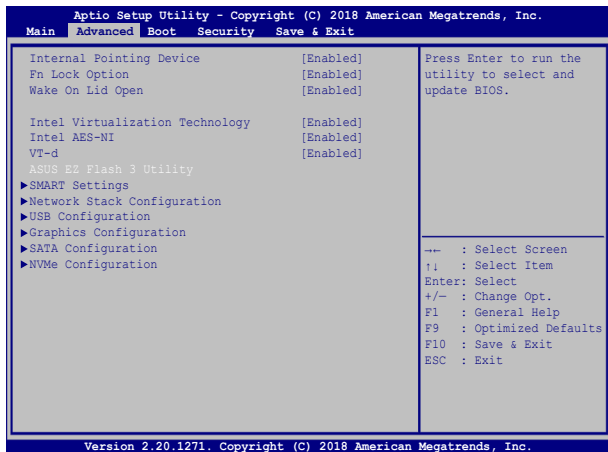 Aptio Setup Utility - Copyright (C) 2018 American Megatrends, Inc.
Main Advanced Boot Security Save & Exit
Internal Pointing Device [Enabled]
Fn Lock Option [Enabled]
Wake On Lid Open [Enabled]
Intel Virtualization Technology [Enabled]
Intel AES-NI [Enabled]
VT-d [Enabled]
ASUS EZ Flash 3 Utility
▶SMART Settings
▶Network Stack Configuration
▶USB Configuration
▶Graphics Configuration
▶SATA Configuration
▶NVMe Configuration
Press Enter to run the
utility to select and
update BIOS.
→← : Select Screen
↑↓ : Select Item
Enter: Select
+/— : Change Opt.
F1 : General Help
F9 : Optimized Defaults
F10 : Save & Exit
ESC : Exit
Version 2.20.1271. Copyright (C) 2018 American Megatrends, Inc.